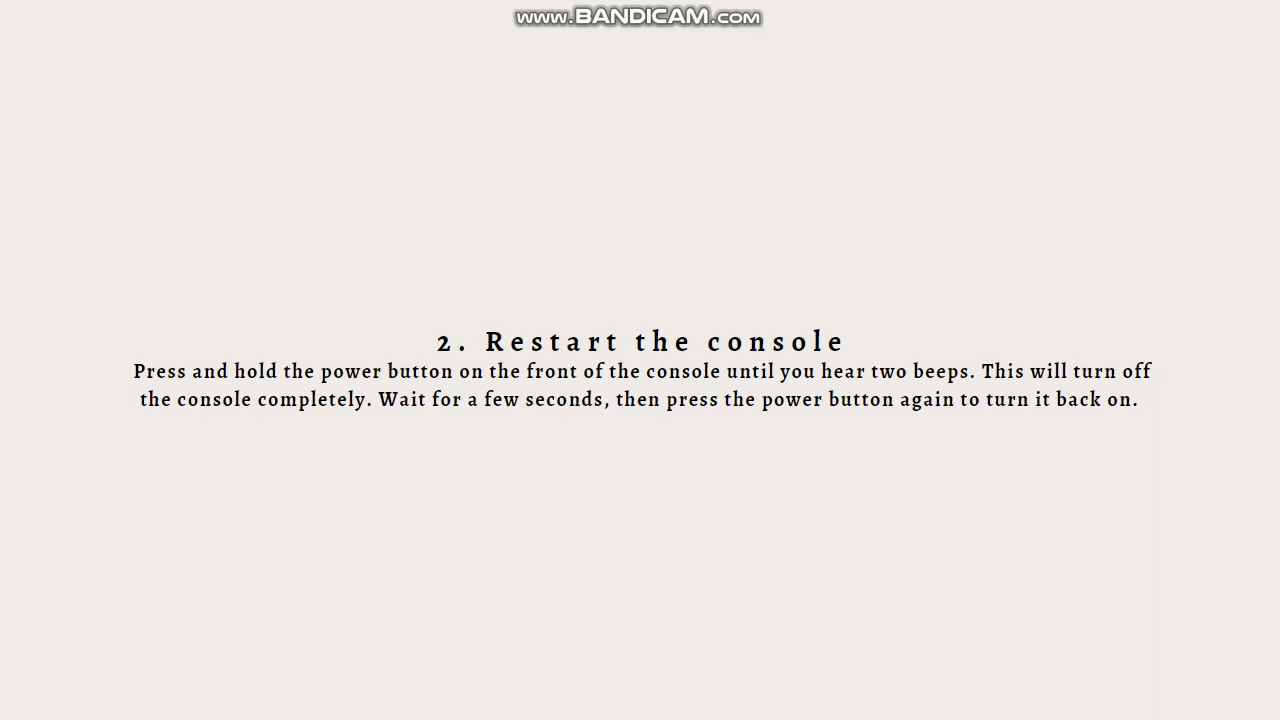 www.BANDICAM.com
2. Restart the console
Press and hold the power button on the front of the console until you hear two beeps. This will turn off
the console completely. Wait for a few seconds, then press the power button again to turn it back on.